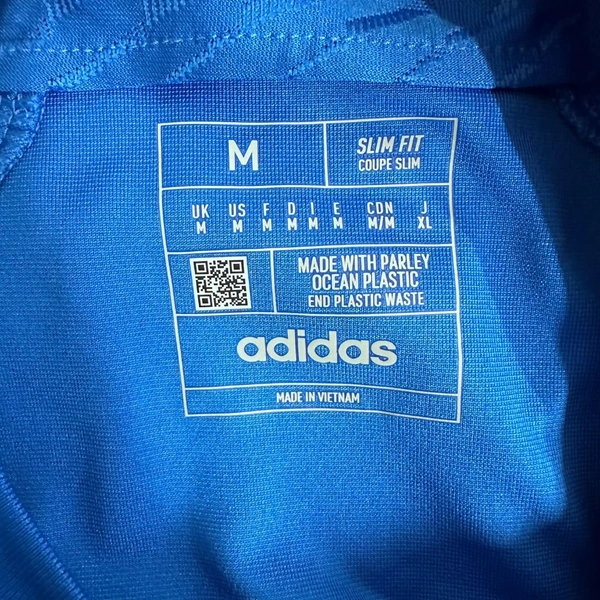 M
SLIM FIT
COUPE SLIM
UK US F D I E CDN J
M M M M M M M/M XL
MADE WITH PARLEY
OCEAN PLASTIC
END PLASTIC WASTE
adidas
MADE IN VIETNAM